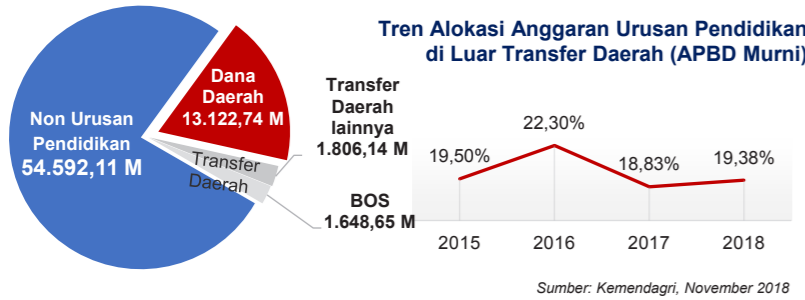 Tren Alokasi Anggaran Urusan Pendidikan
di Luar Transfer Daerah (APBD Murni)
Dana
Daerah
13.122,74 M
Non Urusan
Pendidikan
54.592,11 M
Transfer
Daerah
Transfer
Daerah
lainnya
1.806,14 M
BOS
1.648,65 M
19,50%
22,30%
18,83%
19,38%
2015
2016
2017
2018
Sumber: Kemendagri, November 2018